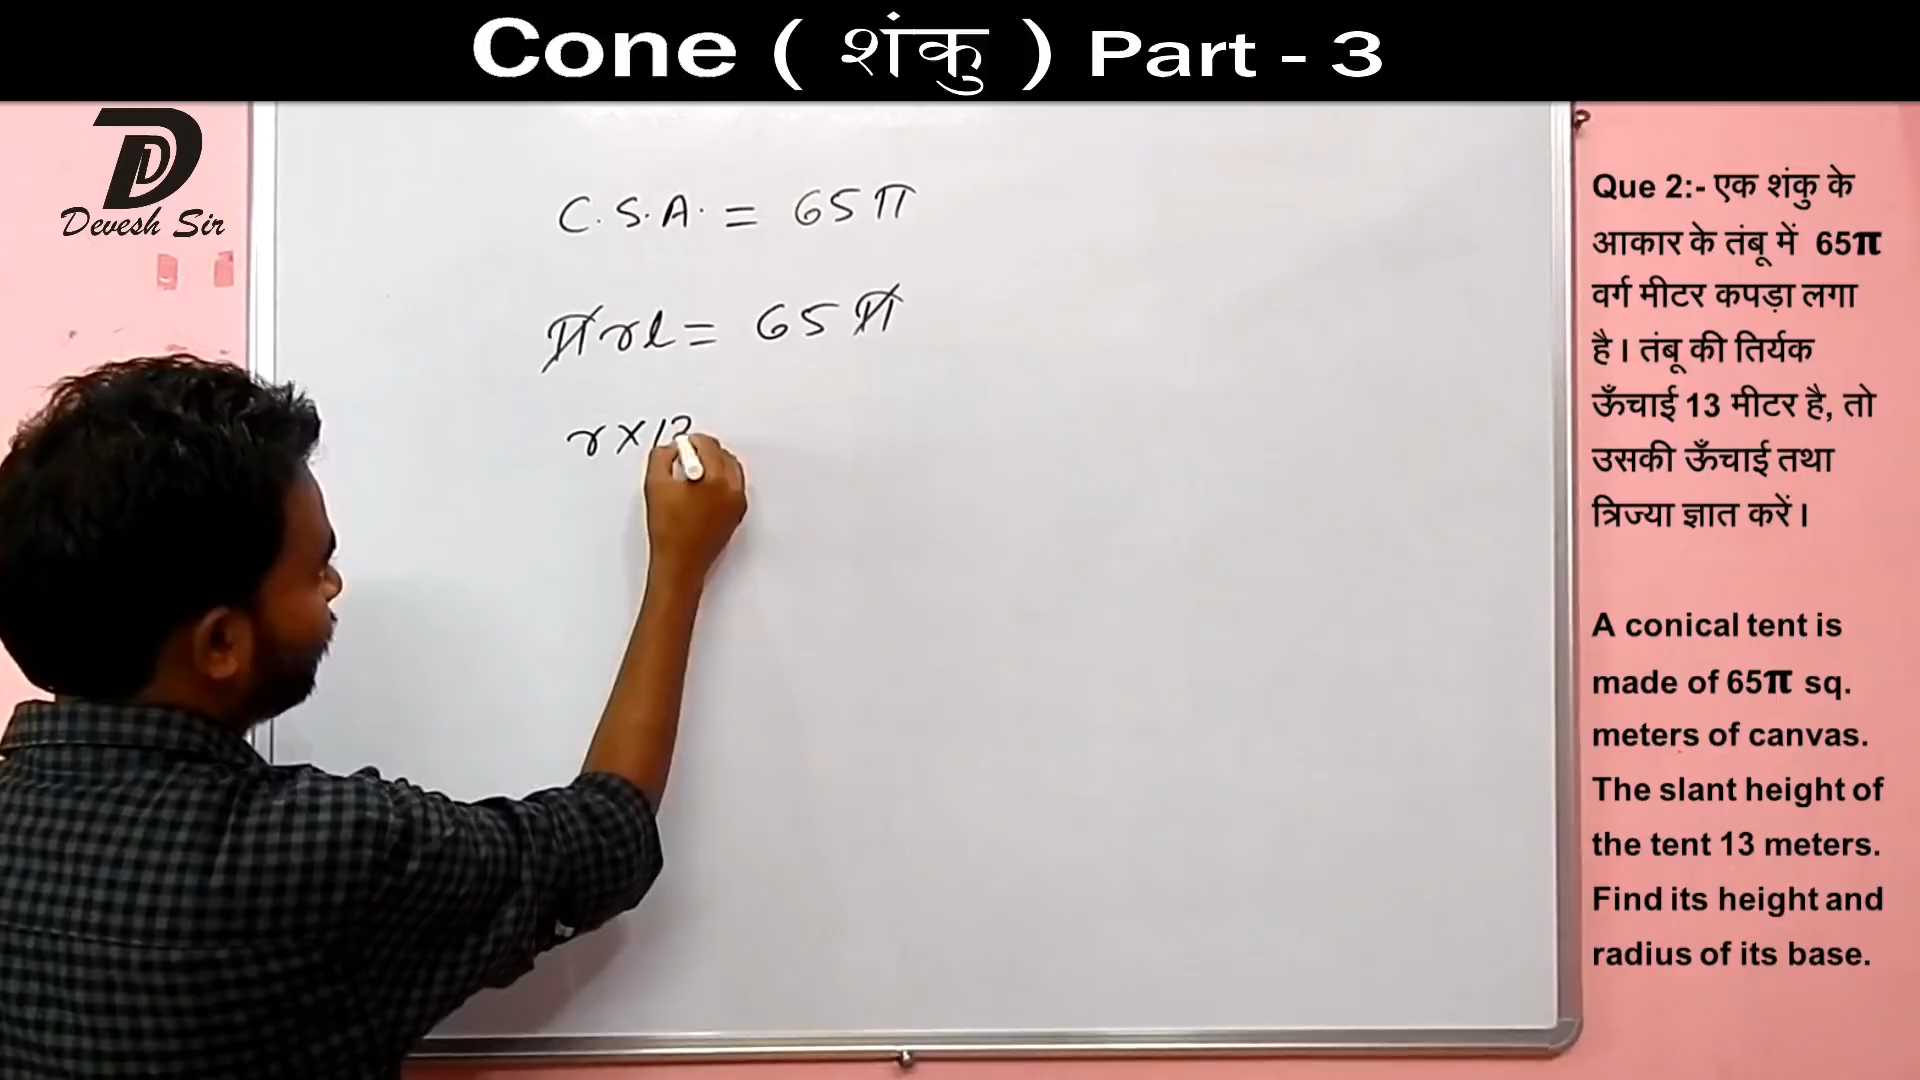 Cone ( शंकु ) Part - 3
Devesh Sir
C.S.A. = 65π
πrl = 65π
r×13
Que 2:- एक शंकु के
आकार के तंबू में 65π
वर्ग मीटर कपड़ा लगा
है। तंबू की तिर्यक
ऊँचाई 13 मीटर है, तो
उसकी ऊँचाई तथा
त्रिज्या ज्ञात करें।
A conical tent is
made of 65π sq.
meters of canvas.
The slant height of
the tent 13 meters.
Find its height and
radius of its base.